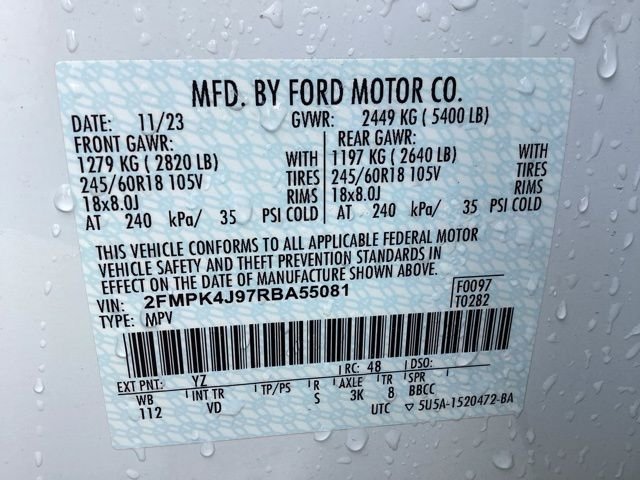 MFD. BY FORD MOTOR CO.
DATE: 11/23 GVWR: 2449 KG ( 5400 LB)
FRONT GAWR: REAR GAWR:
1279 KG ( 2820 LB) WITH 1197 KG ( 2640 LB) WITH
245/60R18 105V TIRES 245/60R18 105V TIRES
18x8.0J RIMS 18x8.0J RIMS
AT 240 kPa/ 35 PSI COLD AT 240 kPa/ 35 PSI COLD
THIS VEHICLE CONFORMS TO ALL APPLICABLE FEDERAL MOTOR
VEHICLE SAFETY AND THEFT PREVENTION STANDARDS IN
EFFECT ON THE DATE OF MANUFACTURE SHOWN ABOVE.
VIN: 2FMPK4J97RBA55081 F0097
TYPE: MPV T0282
EXT PNT: YZ RC: 48 DSO:
WB INT TR TP/PS R AXLE TR SPR
112 VD S 3K 8 BBCC
UTC ▽ 5U5A-1520472-BA